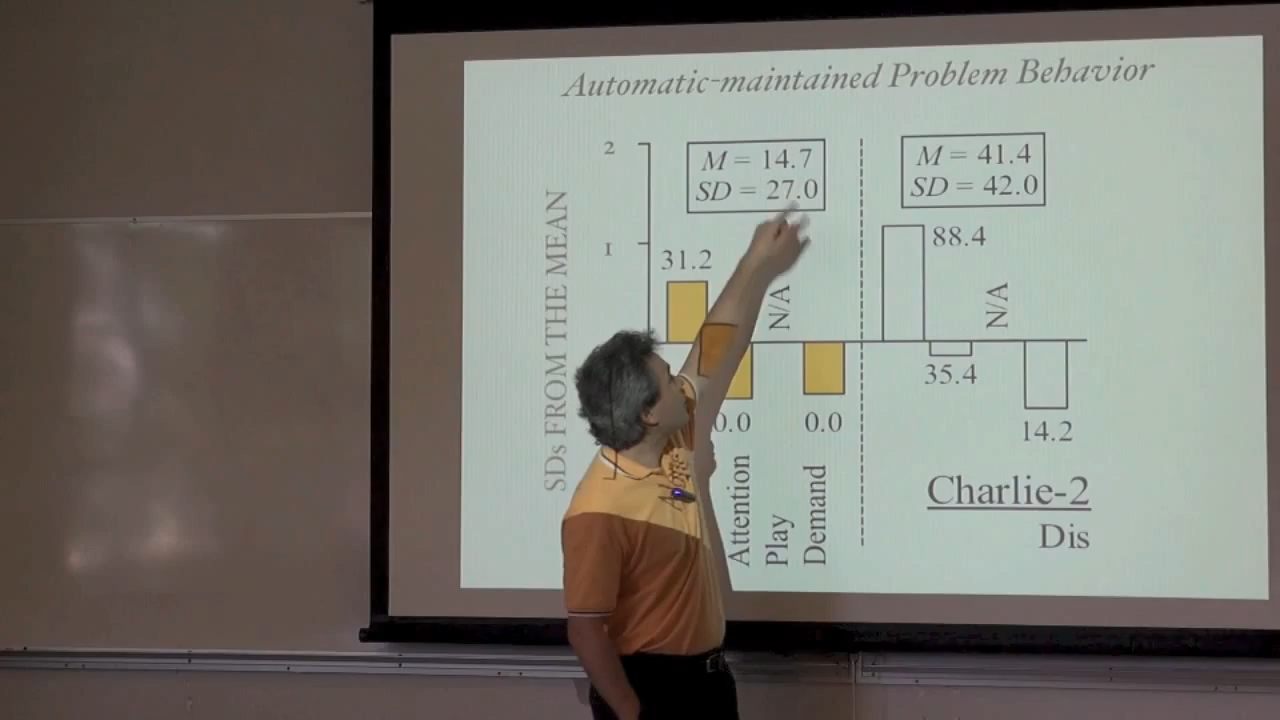 Automatic-maintained Problem Behavior
2
M = 14.7
SD = 27.0
M = 41.4
SD = 42.0
1
31.2
88.4
N/A
N/A
SDs FROM THE MEAN
35.4
0.0
0.0
14.2
Attention
Play
Demand
Charlie-2
Dis